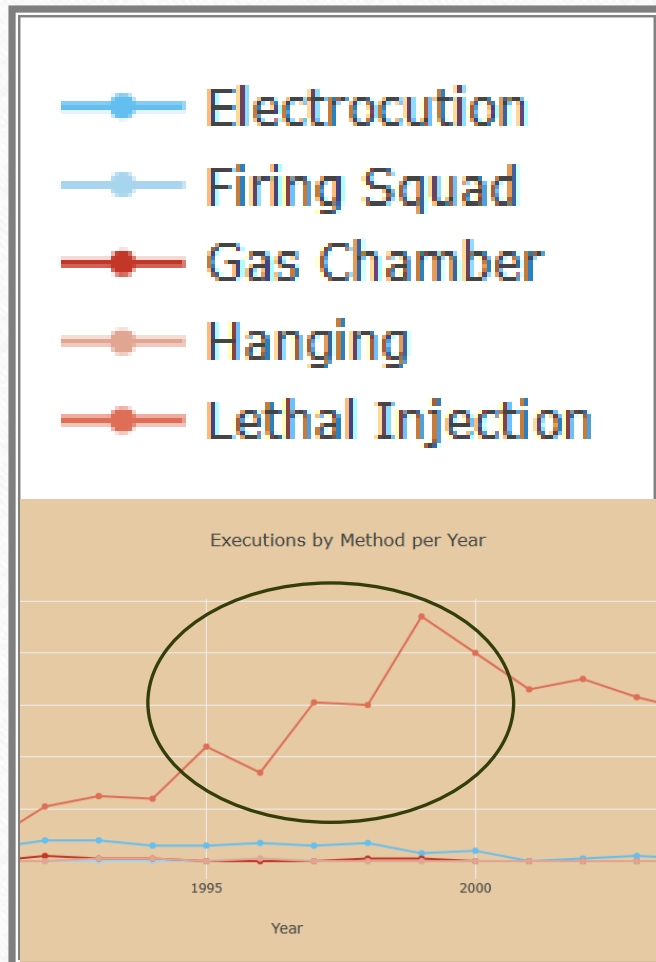 Electrocution
Firing Squad
Gas Chamber
Hanging
Lethal Injection
Executions by Method per Year
1995 2000
Year